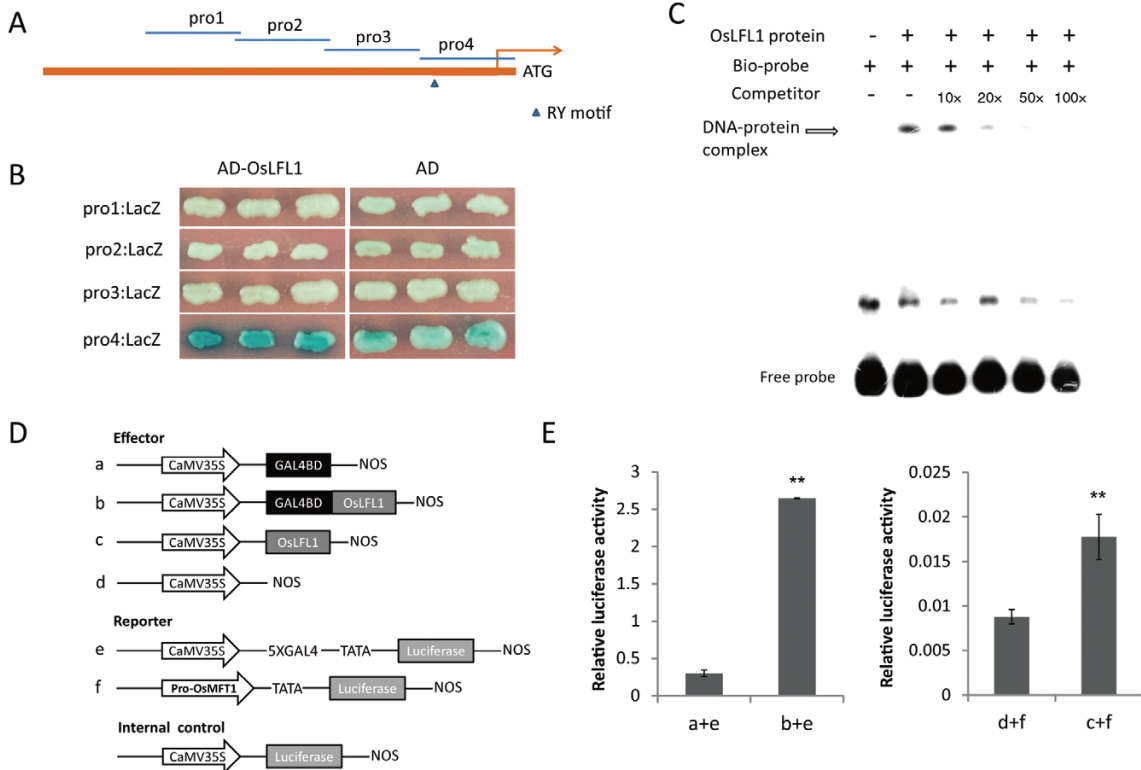 A
pro1
pro2
pro3
pro4
ATG
▲ RY motif
B
AD-OsLFL1 AD
pro1:LacZ
pro2:LacZ
pro3:LacZ
pro4:LacZ
C
OsLFL1 protein - + + + + +
Bio-probe + + + + + +
Competitor - - 10× 20× 50× 100×
DNA-protein
complex
Free probe
D
Effector
a CaMV35S GAL4BD NOS
b CaMV35S GAL4BD OsLFL1 NOS
c CaMV35S OsLFL1 NOS
d CaMV35S NOS
Reporter
e CaMV35S 5XGAL4 TATA Luciferase NOS
f Pro-OsMFT1 TATA Luciferase NOS
Internal control
CaMV35S Luciferase NOS
E
Relative luciferase activity
3
2.5
2
1.5
1
0.5
0
**
a+e b+e
Relative luciferase activity
0.025
0.02
0.015
0.01
0.005
0
**
d+f c+f